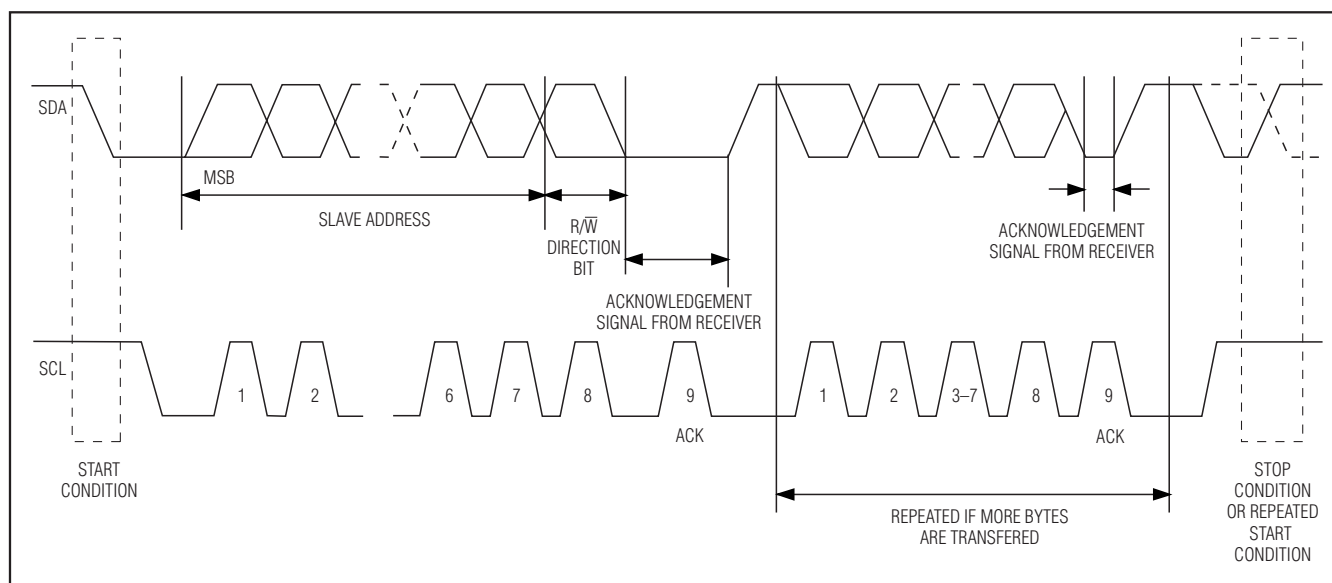 SDA
MSB
SLAVE ADDRESS
R/W̅
DIRECTION
BIT
ACKNOWLEDGEMENT
SIGNAL FROM RECEIVER
ACKNOWLEDGEMENT
SIGNAL FROM RECEIVER
SCL
1
2
6
7
8
9
1
2
3–7
8
9
ACK
ACK
START
CONDITION
REPEATED IF MORE BYTES
ARE TRANSFERED
STOP
CONDITION
OR REPEATED
START
CONDITION